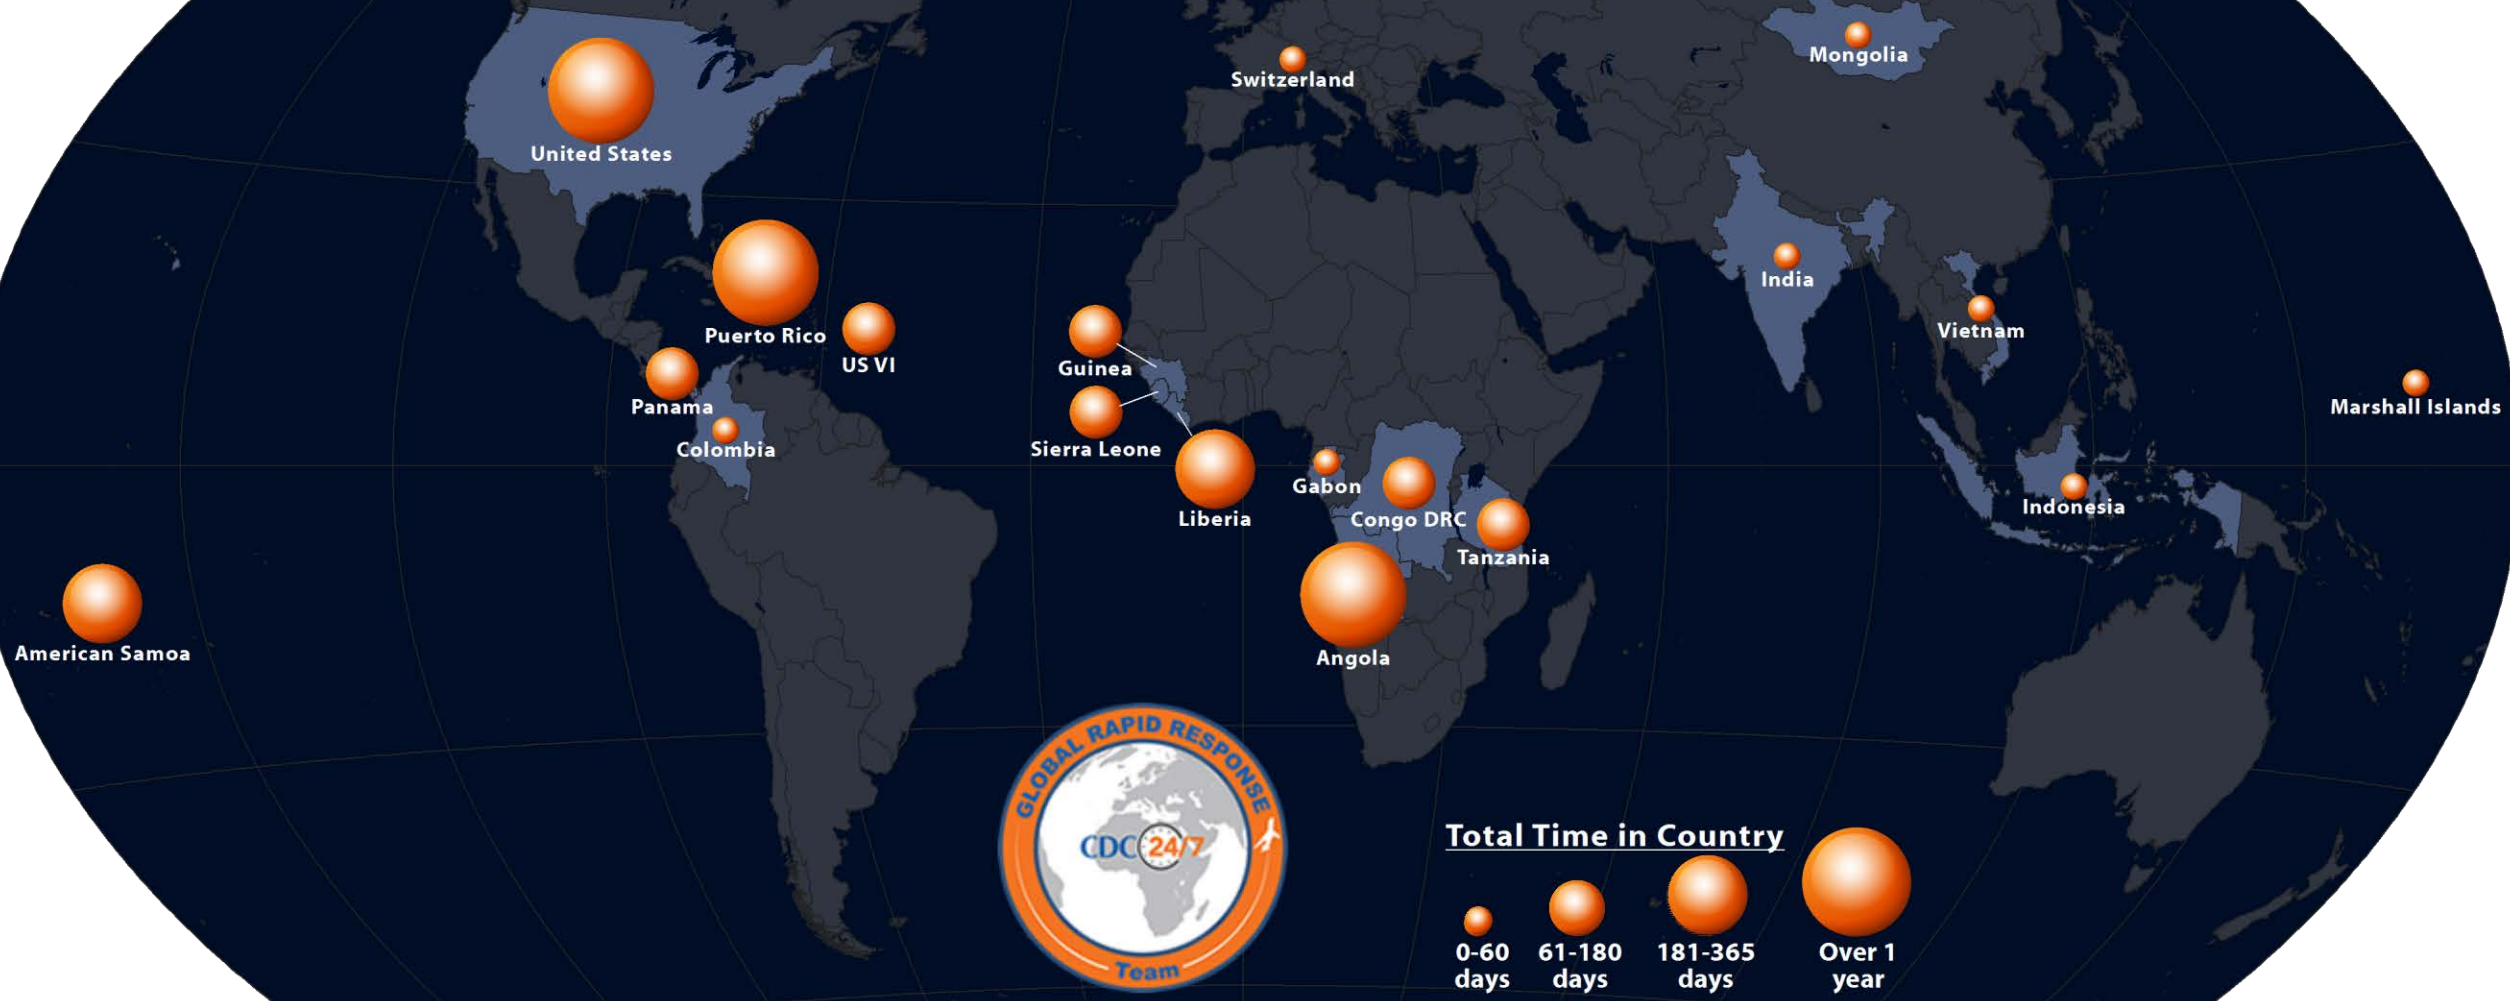 Mongolia
Switzerland
United States
India
Puerto Rico
Vietnam
US VI
Guinea
Panama
Marshall Islands
Colombia
Sierra Leone
Gabon
Indonesia
Liberia
Congo DRC
Tanzania
American Samoa
Angola
GLOBAL RAPID RESPONSE
CDC 24/7
Team
Total Time in Country
0-60
days
61-180
days
181-365
days
Over 1
year